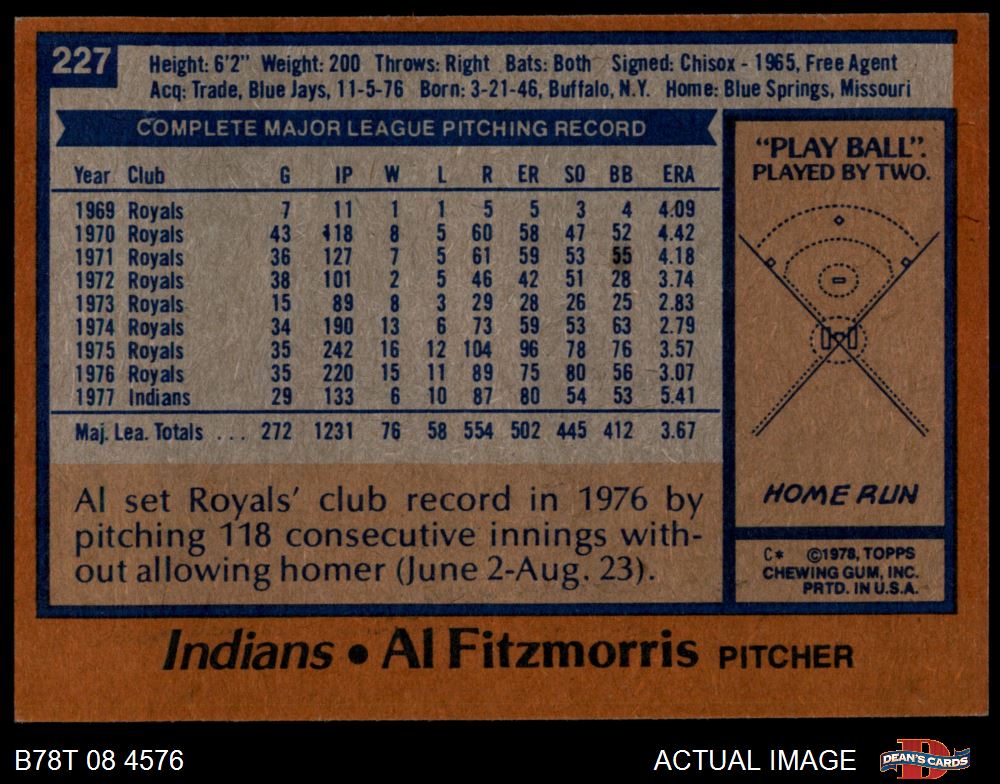 227
Height: 6'2" Weight: 200 Throws: Right Bats: Both Signed: Chisox - 1965, Free Agent
Acq: Trade, Blue Jays, 11-5-76 Born: 3-21-46, Buffalo, N.Y. Home: Blue Springs, Missouri
COMPLETE MAJOR LEAGUE PITCHING RECORD
Year Club G IP W L R ER SO BB ERA
1969 Royals 7 11 1 1 5 5 3 4 4.09
1970 Royals 43 118 8 5 60 58 47 52 4.42
1971 Royals 36 127 7 5 61 59 53 55 4.18
1972 Royals 38 101 2 5 46 42 51 28 3.74
1973 Royals 15 89 8 3 29 28 26 25 2.83
1974 Royals 34 190 13 6 73 59 53 63 2.79
1975 Royals 35 242 16 12 104 96 78 76 3.57
1976 Royals 35 220 15 11 89 75 80 56 3.07
1977 Indians 29 133 6 10 87 80 54 53 5.41
Maj. Lea. Totals ... 272 1231 76 58 554 502 445 412 3.67
Al set Royals' club record in 1976 by
pitching 118 consecutive innings with-
out allowing homer (June 2-Aug. 23).
"PLAY BALL".
PLAYED BY TWO.
HOME RUN
C* ©1978, TOPPS
CHEWING GUM, INC.
PRTD. IN U.S.A.
Indians • Al Fitzmorris PITCHER
B78T 08 4576
ACTUAL IMAGE
DEAN'S CARDS